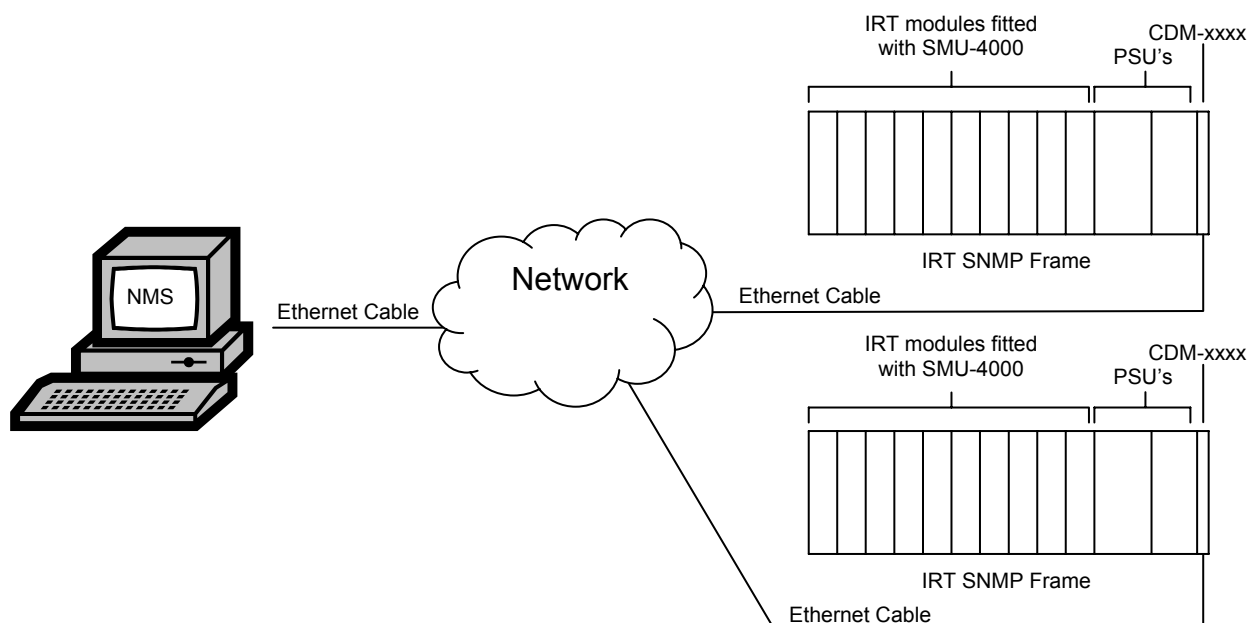 IRT modules fitted
with SMU-4000
CDM-xxxx
PSU's
IRT SNMP Frame
NMS
Ethernet Cable
Network
Ethernet Cable
IRT modules fitted
with SMU-4000
CDM-xxxx
PSU's
IRT SNMP Frame
Ethernet Cable